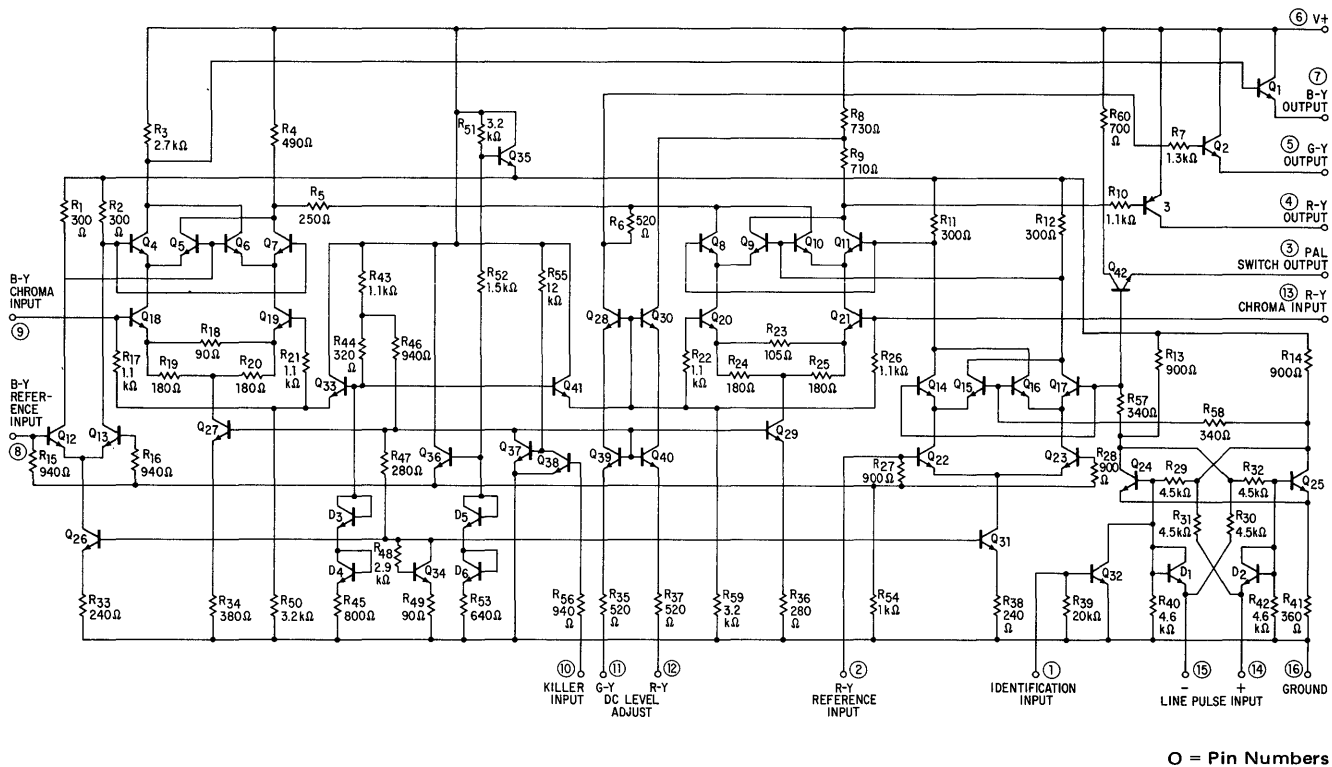 ⑥ V+
⑦
B-Y
OUTPUT
⑤
G-Y
OUTPUT
④
R-Y
OUTPUT
③ PAL
SWITCH OUTPUT
⑬ R-Y
CHROMA INPUT
B-Y
CHROMA
INPUT
⑨
B-Y
REFER-
ENCE
INPUT
⑧
R3
2.7kΩ
R4
490Ω
R51
3.2
kΩ
Q35
R8
730Ω
R9
710Ω
R60
700
Ω
Q1
R7
1.3kΩ
Q2
R10
1.1kΩ
3
R1
300
Ω
R2
300
Ω
R5
250Ω
R6
520
Ω
R11
300Ω
R12
300Ω
Q4
Q5
Q6
Q7
Q8
Q9
Q10
Q11
Q42
R43
1.1kΩ
R52
1.5kΩ
R55
12
kΩ
Q18
Q19
Q28
Q30
Q20
Q21
R18
90Ω
R19
180Ω
R20
180Ω
R17
1.1
kΩ
R21
1.1
kΩ
R44
320
Ω
R46
940Ω
R22
1.1
kΩ
R23
105Ω
R24
180Ω
R25
180Ω
R26
1.1kΩ
R13
900Ω
R14
900Ω
Q33
Q41
Q14
Q15
Q16
Q17
R57
340Ω
R58
340Ω
Q12
Q13
R15
940Ω
R16
940Ω
Q27
R47
280Ω
Q36
Q37
Q38
Q39
Q40
Q29
R27
900Ω
Q22
Q23
R28
900
Ω
Q24
R29
4.5kΩ
R32
4.5kΩ
Q25
R31
4.5kΩ
R30
4.5kΩ
Q26
D3
D5
D4
R48
2.9
kΩ
Q34
D6
Q31
Q32
D1
D2
R33
240Ω
R34
380Ω
R50
3.2kΩ
R45
800Ω
R49
90Ω
R53
640Ω
R56
940
Ω
R35
520
Ω
R37
520
Ω
R59
3.2
kΩ
R36
280
Ω
R54
1kΩ
R38
240
Ω
R39
20kΩ
R40
4.6
kΩ
R42
4.6
kΩ
R41
360
Ω
⑩
KILLER
INPUT
⑪
⑫
G-Y R-Y
DC LEVEL
ADJUST
②
R-Y
REFERENCE
INPUT
①
IDENTIFICATION
INPUT
⑮
⑭
− +
LINE PULSE INPUT
⑯
GROUND
O = Pin Numbers